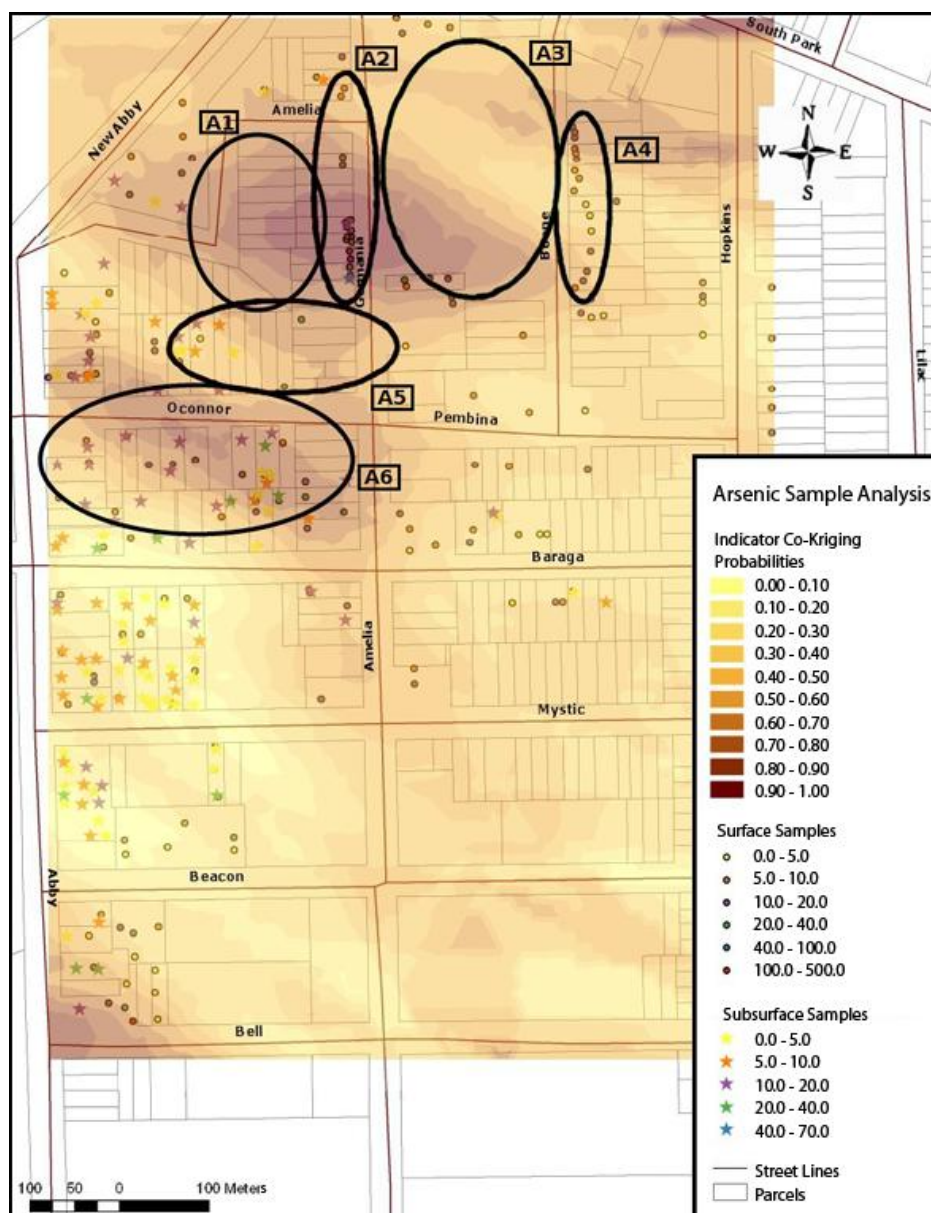 South Park
A2
A3
Amelia
NewAbby
A1
N
W E
S
A4
Germania
Boone
Hopkins
Lilac
Oconnor
A5
Pembina
A6
Baraga
Amelia
Mystic
Beacon
Abby
Bell
100 50 0 100 Meters
Arsenic Sample Analysis
Indicator Co-Kriging
Probabilities
0.00 - 0.10
0.10 - 0.20
0.20 - 0.30
0.30 - 0.40
0.40 - 0.50
0.50 - 0.60
0.60 - 0.70
0.70 - 0.80
0.80 - 0.90
0.90 - 1.00
Surface Samples
0.0 - 5.0
5.0 - 10.0
10.0 - 20.0
20.0 - 40.0
40.0 - 100.0
100.0 - 500.0
Subsurface Samples
0.0 - 5.0
5.0 - 10.0
10.0 - 20.0
20.0 - 40.0
40.0 - 70.0
Street Lines
Parcels